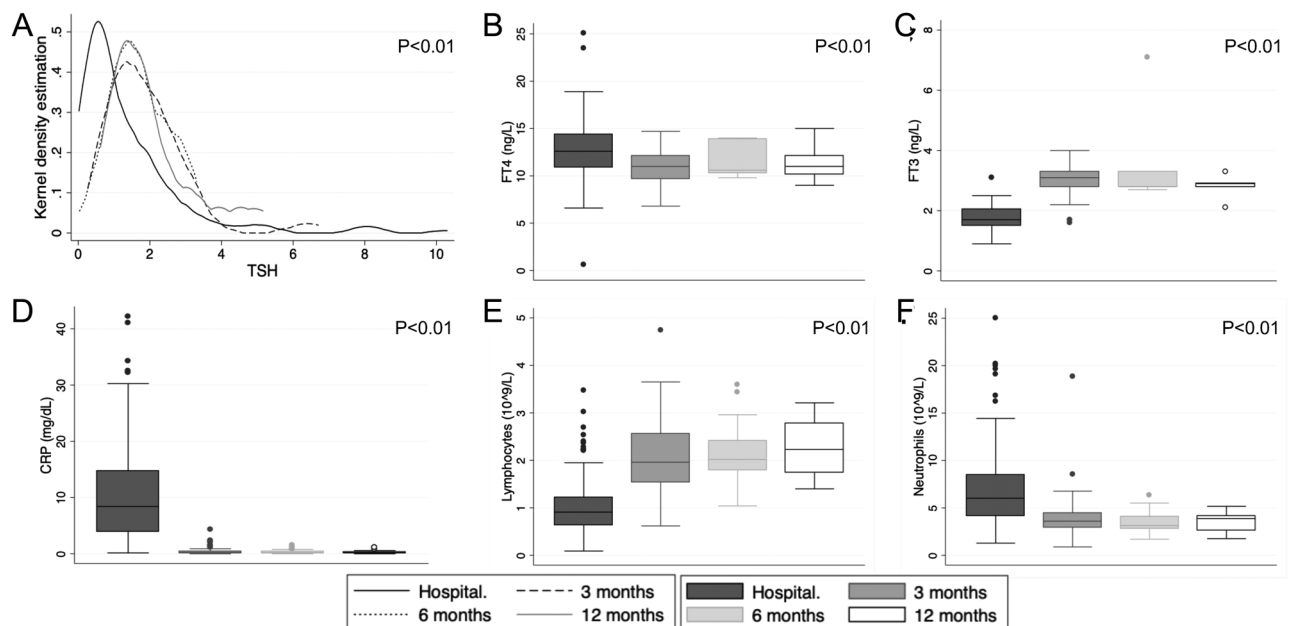 A
P<0.01
Kernel density estimation
.5
.4
.3
.2
.1
0
0 2 4 6 8 10
TSH
B
P<0.01
FT4 (ng/L)
25
20
15
10
5
0
C
P<0.01
FT3 (ng/L)
8
6
4
2
0
D
P<0.01
CRP (mg/dL)
40
30
20
10
0
E
P<0.01
Lymphocytes (10^9/L)
5
4
3
2
1
0
F
P<0.01
Neutrophils (10^9/L)
25
20
15
10
5
0
Hospital. 3 months
6 months 12 months
Hospital. 3 months
6 months 12 months